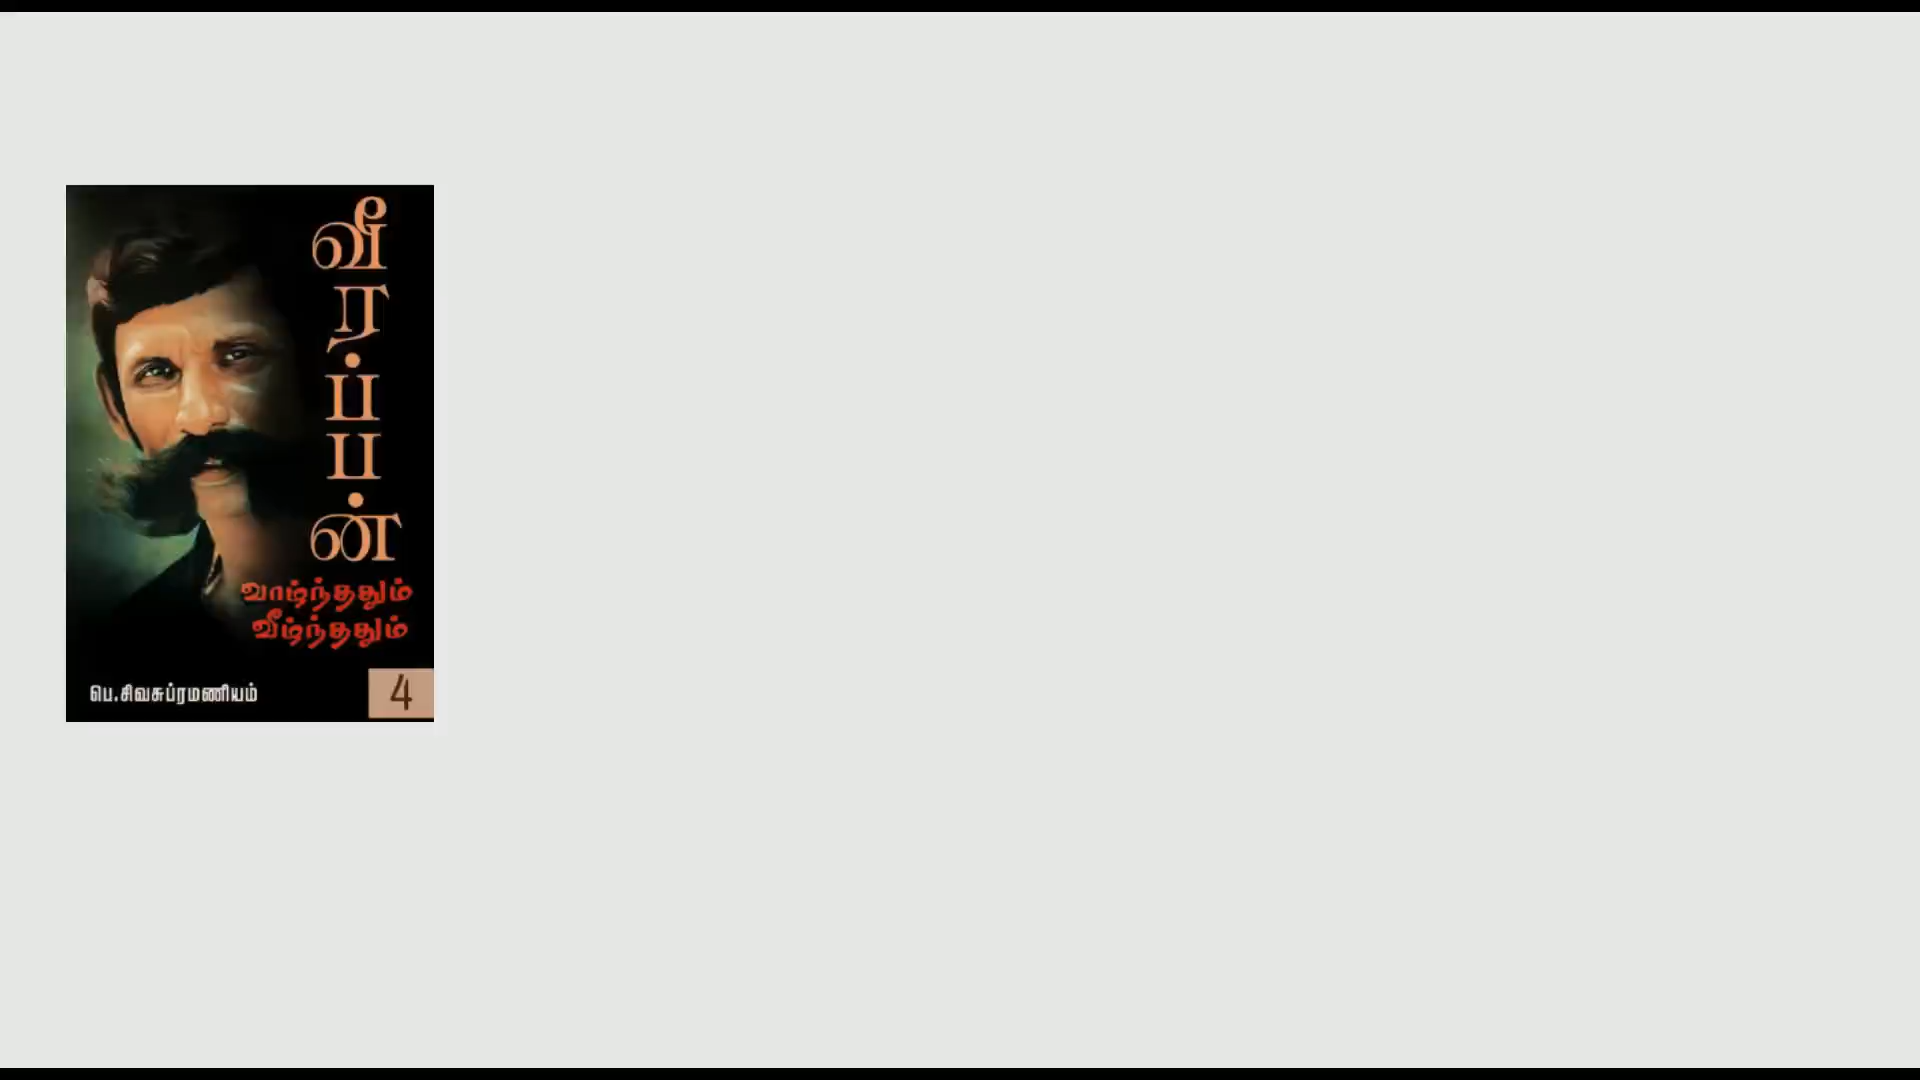 வீரப்பன்
வாழ்ந்ததும்
வீழ்ந்ததும்
பெ.சிவசுப்ரமணியம்
4